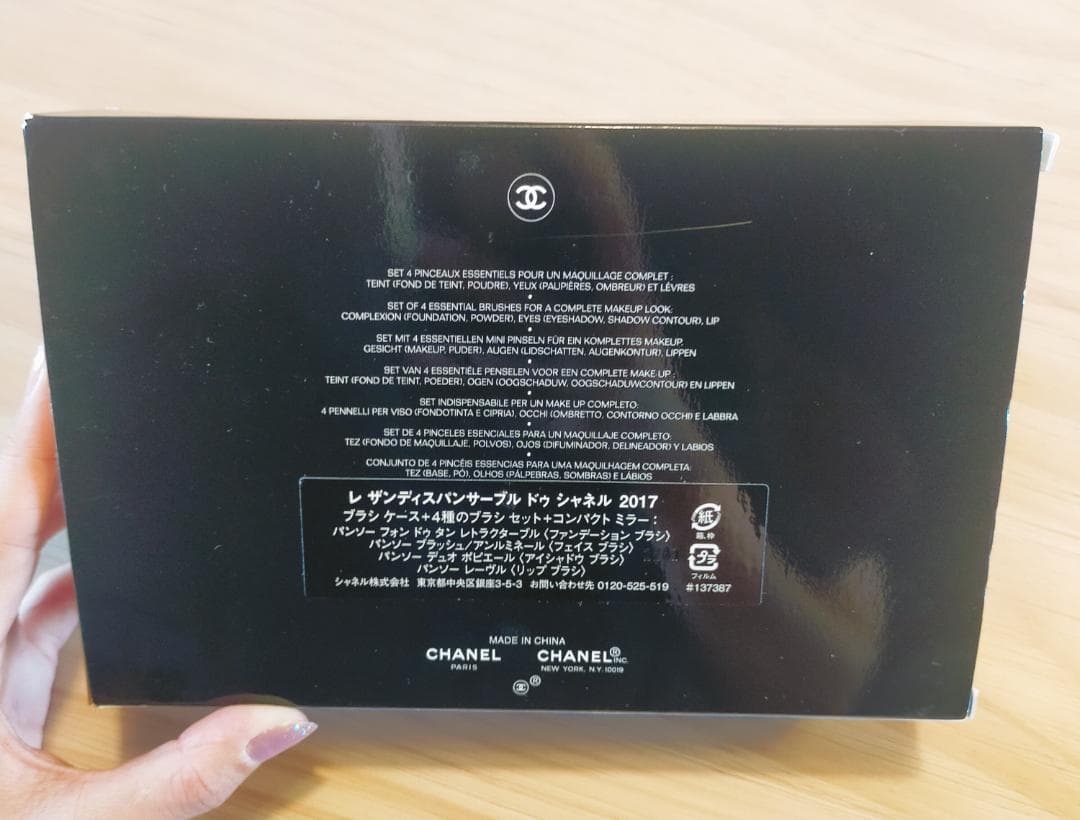 SET 4 PINCEAUX ESSENTIELS POUR UN MAQUILLAGE COMPLET :
TEINT (FOND DE TEINT, POUDRE), YEUX (PAUPIÈRES, OMBREUR) ET LÈVRES
SET OF 4 ESSENTIAL BRUSHES FOR A COMPLETE MAKEUP LOOK:
COMPLEXION (FOUNDATION, POWDER), EYES (EYESHADOW, SHADOW CONTOUR), LIP
SET MIT 4 ESSENTIELLEN MINI PINSELN FÜR EIN KOMPLETTES MAKEUP.
GESICHT (MAKEUP, PUDER), AUGEN (LIDSCHATTEN, AUGENKONTUR), LIPPEN
SET VAN 4 ESSENTIËLE PENSELEN VOOR EEN COMPLETE MAKE-UP :
TEINT (FOND DE TEINT, POEDER), OGEN (OOGSCHADUW, OOGSCHADUWCONTOUR) EN LIPPEN
SET INDISPENSABILE PER UN MAKE UP COMPLETO:
4 PENNELLI PER VISO (FONDOTINTA E CIPRIA), OCCHI (OMBRETTO, CONTORNO OCCHI) E LABBRA
SET DE 4 PINCELES ESENCIALES PARA UN MAQUILLAJE COMPLETO:
TEZ (FONDO DE MAQUILLAJE, POLVOS), OJOS (DIFUMINADOR, DELINEADOR) Y LABIOS
CONJUNTO DE 4 PINCÉIS ESSENCIAS PARA UMA MAQUILHAGEM COMPLETA:
TEZ (BASE, PÓ), OLHOS (PÁLPEBRAS, SOMBRAS) E LÁBIOS
レ ザンディスパンサーブル ドゥ シャネル 2017
ブラシ ケース+4種のブラシ セット+コンパクト ミラー :
パンソー フォン ドゥ タン レトラクターブル〈ファンデーション ブラシ〉
パンソー ブラッシュ/アンルミネール〈フェイス ブラシ〉
パンソー デュオ ポピエール〈アイシャドウ ブラシ〉
パンソー レーヴル〈リップ ブラシ〉
シャネル株式会社 東京都中央区銀座3-5-3 お問い合わせ先 0120-525-519
紙
箱、枠
プラ
フィルム
#137387
MADE IN CHINA
CHANEL
PARIS
CHANEL® INC.
NEW YORK, N.Y. 10019
®